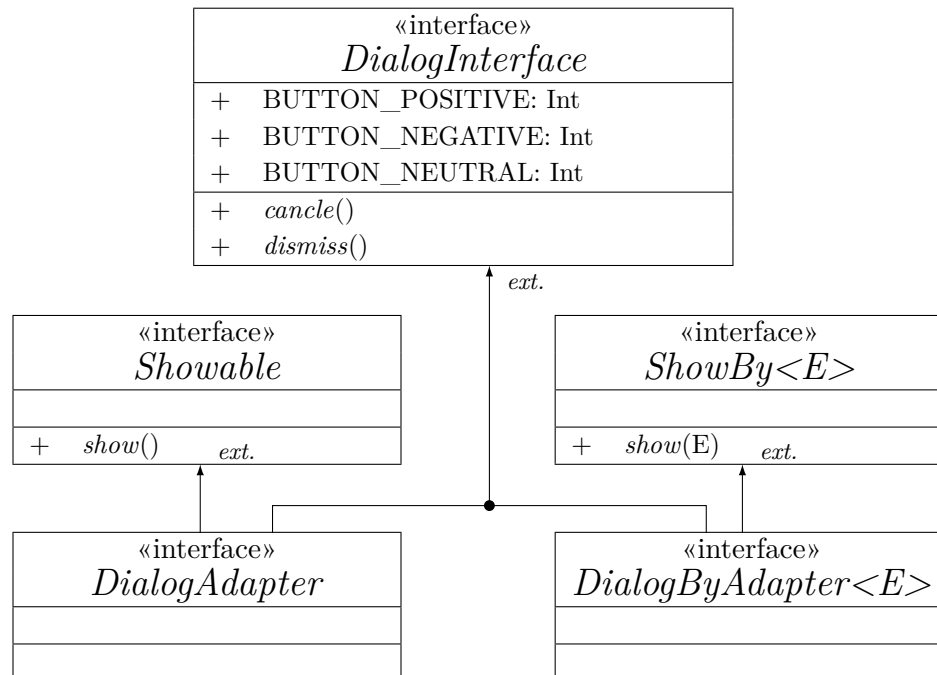 «interface»
DialogInterface
+ BUTTON_POSITIVE: Int
+ BUTTON_NEGATIVE: Int
+ BUTTON_NEUTRAL: Int
+ cancle()
+ dismiss()
ext.
«interface»
Showable
+ show()
ext.
«interface»
ShowBy<E>
+ show(E)
ext.
«interface»
DialogAdapter
«interface»
DialogByAdapter<E>